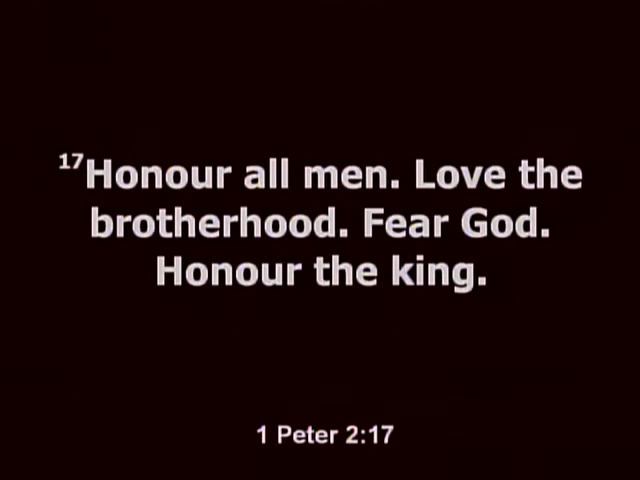 17Honour all men. Love the
brotherhood. Fear God.
Honour the king.
1 Peter 2:17